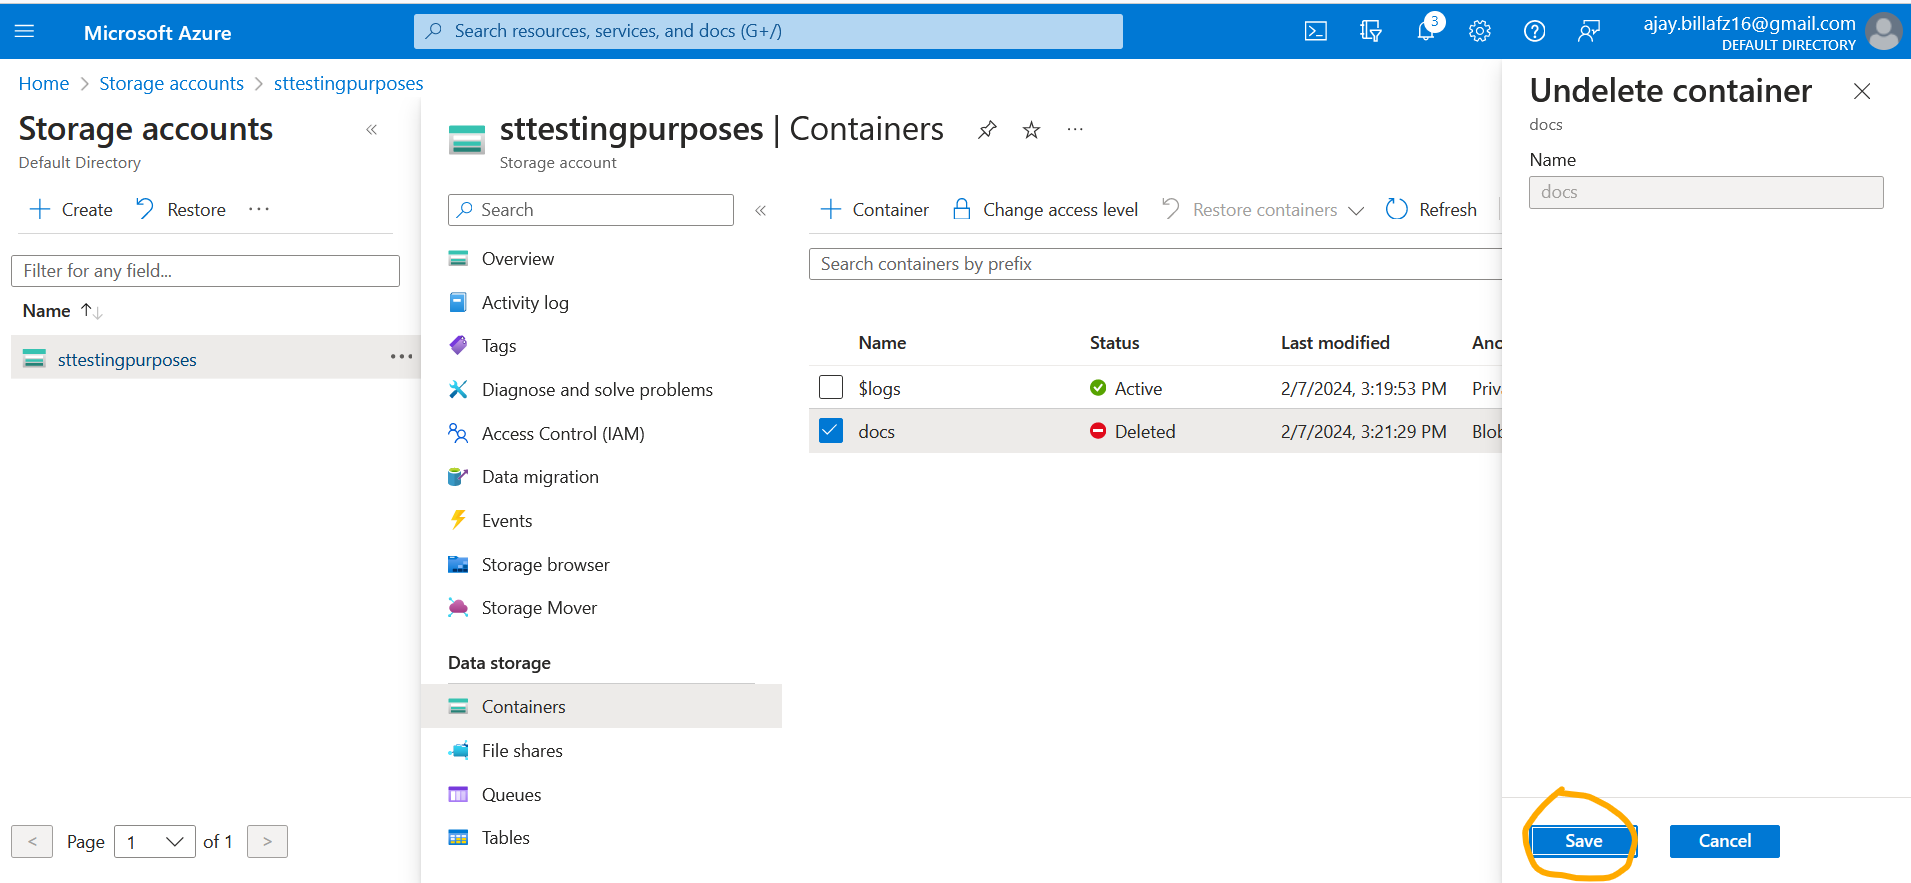 Microsoft Azure
Search resources, services, and docs (G+/)
3
ajay.billafz16@gmail.com
DEFAULT DIRECTORY
Home > Storage accounts > sttestingpurposes
Storage accounts «
Default Directory
+ Create Restore ...
Filter for any field...
Name ↑↓
sttestingpurposes ...
< Page 1 of 1 >
sttestingpurposes | Containers ...
Storage account
Search «
Overview
Activity log
Tags
Diagnose and solve problems
Access Control (IAM)
Data migration
Events
Storage browser
Storage Mover
Data storage
Containers
File shares
Queues
Tables
+ Container Change access level Restore containers Refresh
Search containers by prefix
Name Status Last modified Ano
$logs Active 2/7/2024, 3:19:53 PM Priv
docs Deleted 2/7/2024, 3:21:29 PM Blob
Undelete container
docs
Name
docs
Save Cancel